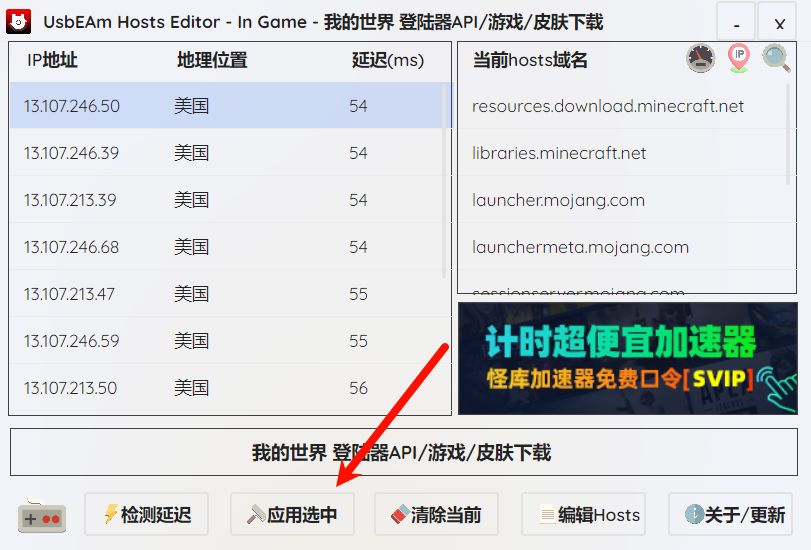 UsbEAm Hosts Editor - In Game - 我的世界 登陆器API/游戏/皮肤下载
- x
IP地址 地理位置 延迟(ms)
13.107.246.50 美国 54
13.107.246.39 美国 54
13.107.213.39 美国 54
13.107.246.68 美国 54
13.107.213.47 美国 55
13.107.246.59 美国 55
13.107.213.50 美国 56
当前hosts域名
IP
resources.download.minecraft.net
libraries.minecraft.net
launcher.mojang.com
launchermeta.mojang.com
sessionserver.mojang.com
计时超便宜加速器
怪库加速器免费口令[SVIP]
我的世界 登陆器API/游戏/皮肤下载
检测延迟 应用选中 清除当前 编辑Hosts 关于/更新